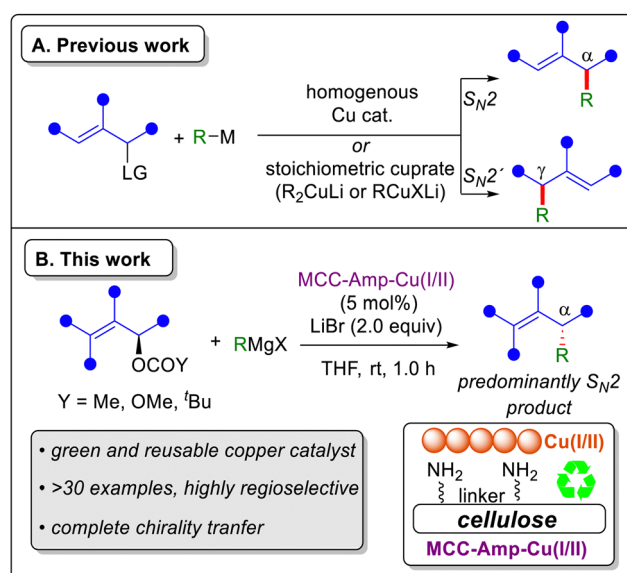 A. Previous work
LG
+ R–M
homogenous
Cu cat.
or
stoichiometric cuprate
(R₂CuLi or RCuXLi)
S_N2
S_N2´
α
R
γ
R
B. This work
OCOY
Y = Me, OMe, ᵗBu
+ RMgX
MCC-Amp-Cu(I/II)
(5 mol%)
LiBr (2.0 equiv)
THF, rt, 1.0 h
α
R
predominantly S_N2
product
• green and reusable copper catalyst
• >30 examples, highly regioselective
• complete chirality tranfer
Cu(I/II)
NH₂ NH₂
linker
cellulose
MCC-Amp-Cu(I/II)